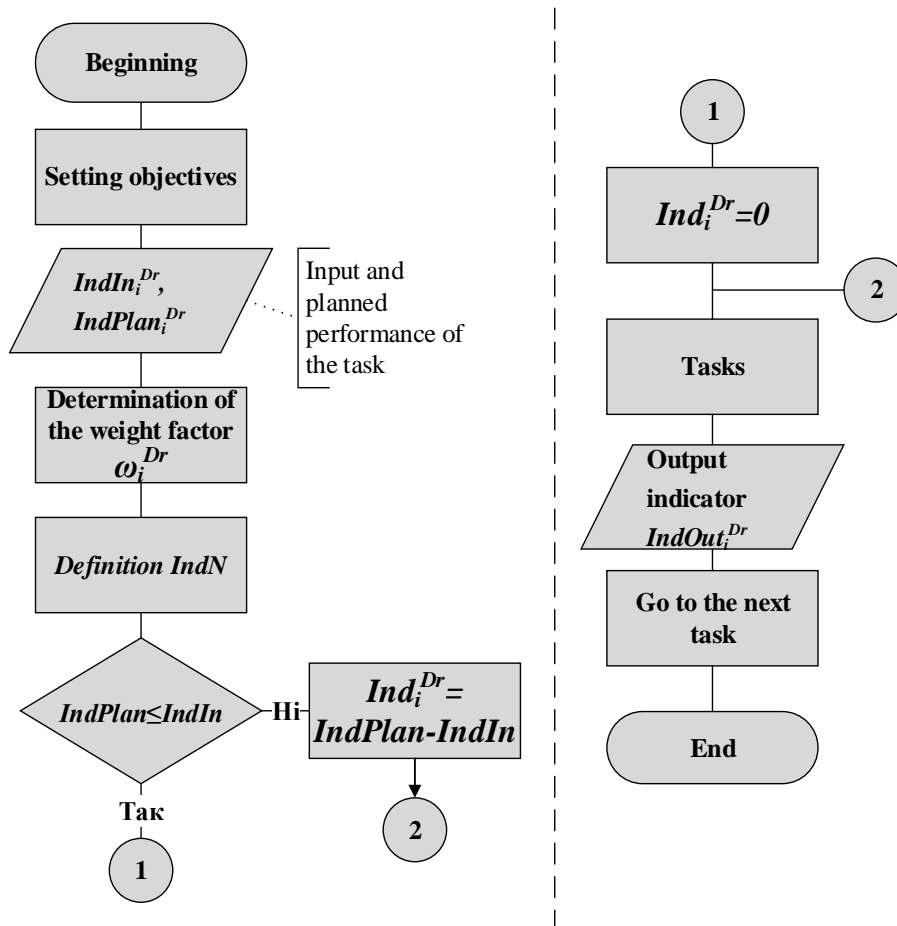 Beginning
Setting objectives
IndIn_i^Dr,
IndPlan_i^Dr
Input and
planned
performance of
the task
Determination of
the weight factor
ω_i^Dr
Definition IndN
IndPlan≤IndIn
Ні
Ind_i^Dr=
IndPlan-IndIn
2
Так
1
1
Ind_i^Dr=0
2
Tasks
Output
indicator
IndOut_i^Dr
Go to the next
task
End